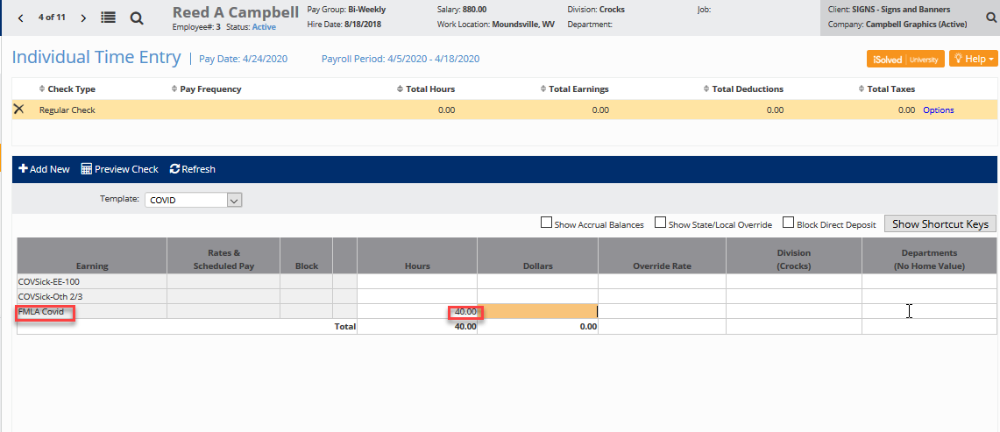 4 of 11
Reed A Campbell
Employee#: 3 Status: Active
Pay Group: Bi-Weekly
Hire Date: 8/18/2018
Salary: 880.00
Work Location: Moundsville, WV
Division: Crocks
Department:
Job:
Client: SIGNS - Signs and Banners
Company: Campbell Graphics (Active)
Individual Time Entry | Pay Date: 4/24/2020 Payroll Period: 4/5/2020 - 4/18/2020
iSolved University
Help
Check Type Pay Frequency Total Hours Total Earnings Total Deductions Total Taxes
Regular Check 0.00 0.00 0.00 0.00 Options
Add New Preview Check Refresh
Template: COVID
Show Accrual Balances Show State/Local Override Block Direct Deposit Show Shortcut Keys
Earning
Rates &
Scheduled Pay
Block
Hours
Dollars
Override Rate
Division
(Crocks)
Departments
(No Home Value)
COVSick-EE-100
COVSick-Oth 2/3
FMLA Covid 40.00
Total 40.00 0.00